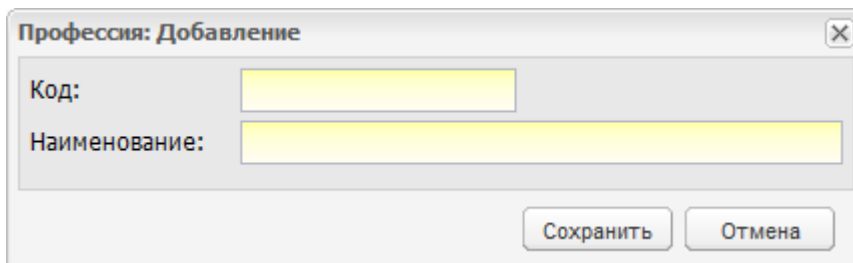 Профессия: Добавление
Код:
Наименование:
Сохранить Отмена